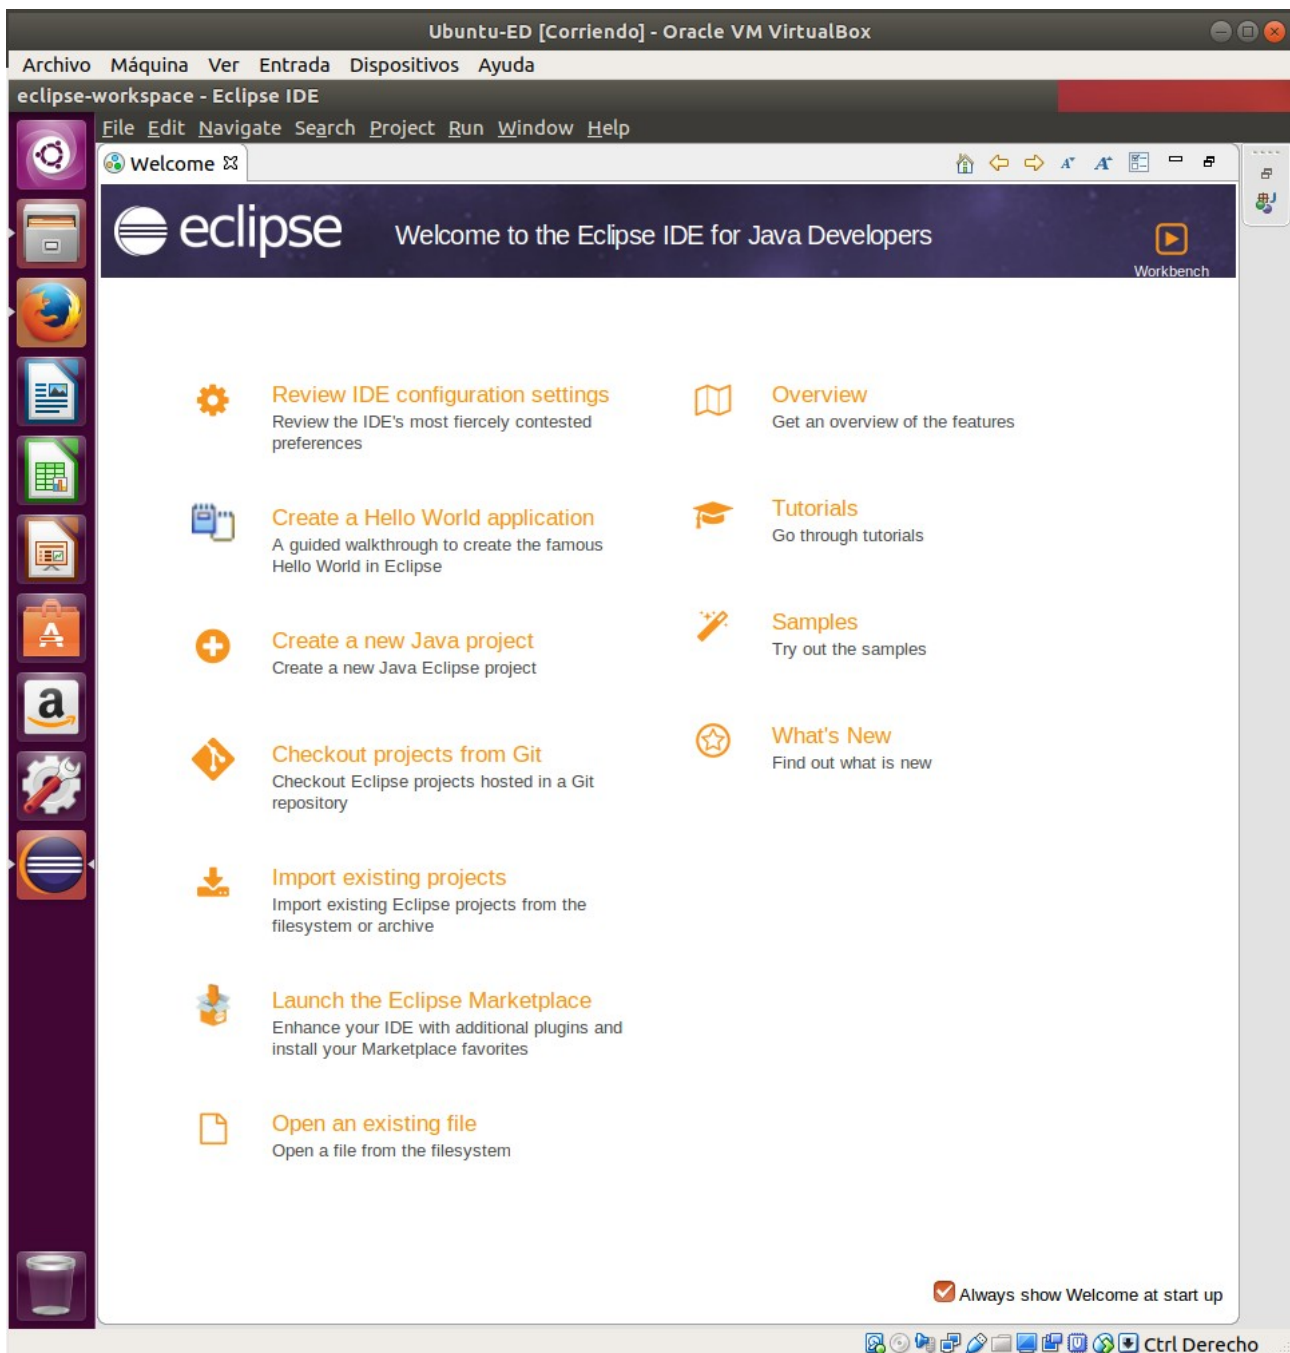 Ubuntu-ED [Corriendo] - Oracle VM VirtualBox
Archivo Máquina Ver Entrada Dispositivos Ayuda
eclipse-workspace - Eclipse IDE
File Edit Navigate Search Project Run Window Help
Welcome
eclipse
Welcome to the Eclipse IDE for Java Developers
Workbench
Review IDE configuration settings
Review the IDE's most fiercely contested
preferences
Create a Hello World application
A guided walkthrough to create the famous
Hello World in Eclipse
Create a new Java project
Create a new Java Eclipse project
Checkout projects from Git
Checkout Eclipse projects hosted in a Git
repository
Import existing projects
Import existing Eclipse projects from the
filesystem or archive
Launch the Eclipse Marketplace
Enhance your IDE with additional plugins and
install your Marketplace favorites
Open an existing file
Open a file from the filesystem
Overview
Get an overview of the features
Tutorials
Go through tutorials
Samples
Try out the samples
What's New
Find out what is new
Always show Welcome at start up
Ctrl Derecho